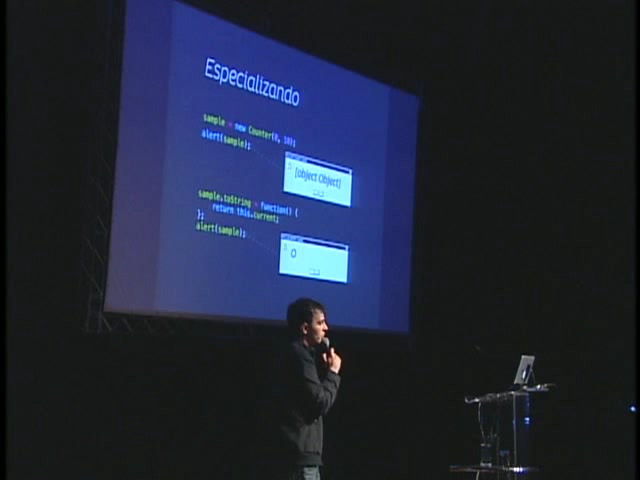 Especializando
sample = new Counter(0, 10);
alert(sample);
[object Object]
sample.toString = function() {
return this.current;
};
alert(sample);
0